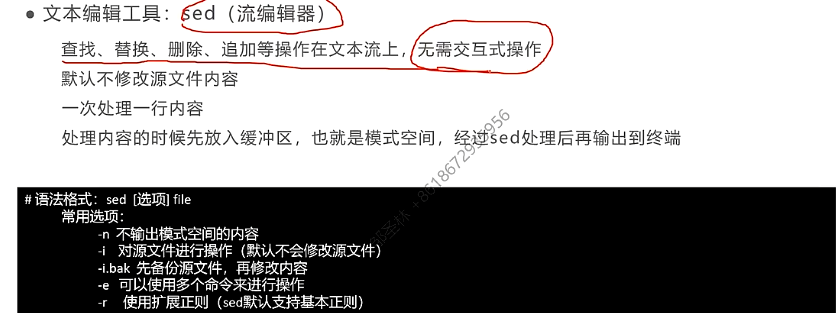 ● 文本编辑工具：sed（流编辑器）
查找、替换、删除、追加等操作在文本流上，无需交互式操作
默认不修改源文件内容
一次处理一行内容
处理内容的时候先放入缓冲区，也就是模式空间，经过sed处理后再输出到终端
# 语法格式：sed [选项] file
常用选项：
-n 不输出模式空间的内容
-i 对源文件进行操作（默认不会修改源文件）
-i.bak 先备份源文件，再修改内容
-e 可以使用多个命令来进行操作
-r 使用扩展正则（sed默认支持基本正则）